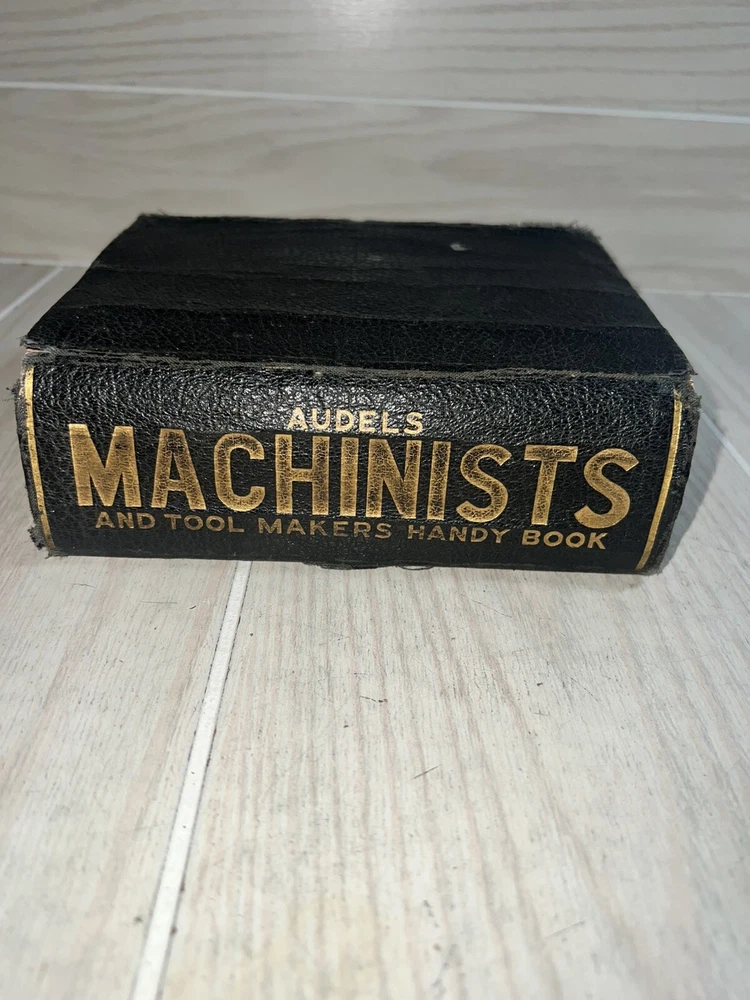 AUDELS
MACHINISTS
AND TOOL MAKERS HANDY BOOK